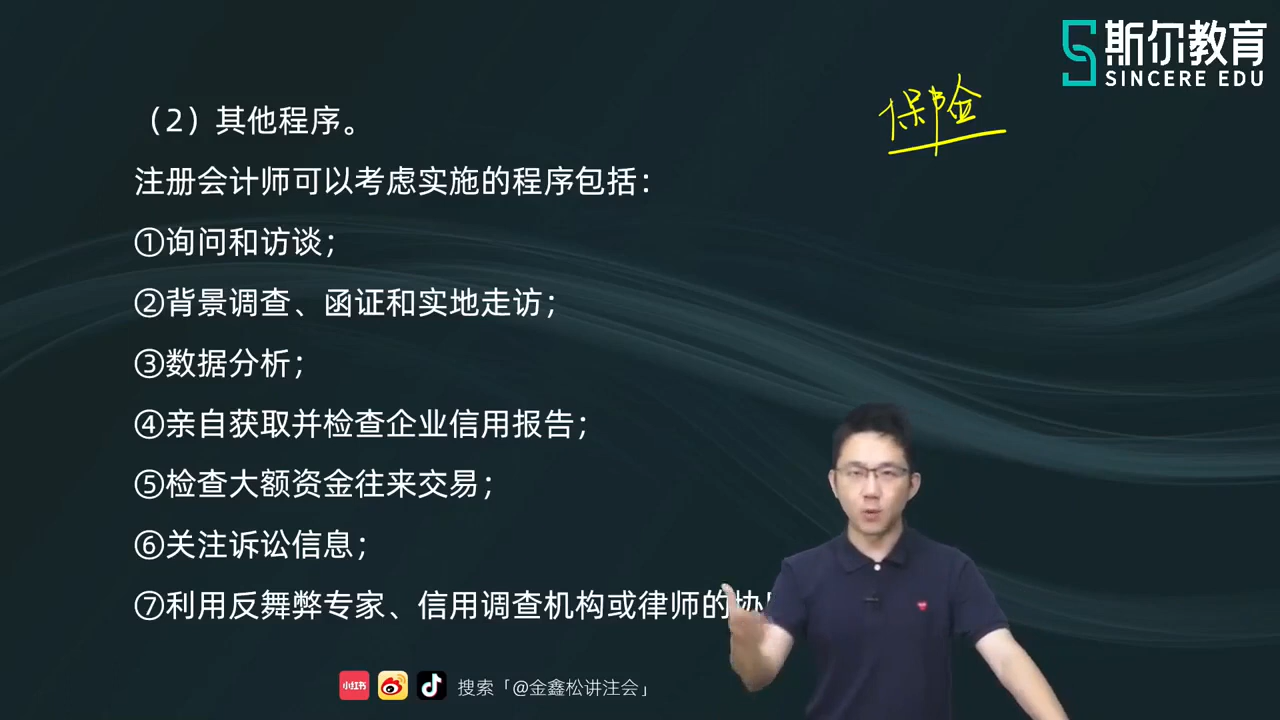 斯尔教育
SINCERE EDU
保险
（2）其他程序。
注册会计师可以考虑实施的程序包括：
①询问和访谈；
②背景调查、函证和实地走访；
③数据分析；
④亲自获取并检查企业信用报告；
⑤检查大额资金往来交易；
⑥关注诉讼信息；
⑦利用反舞弊专家、信用调查机构或律师的协
小红书
搜索「@金鑫松讲注会」